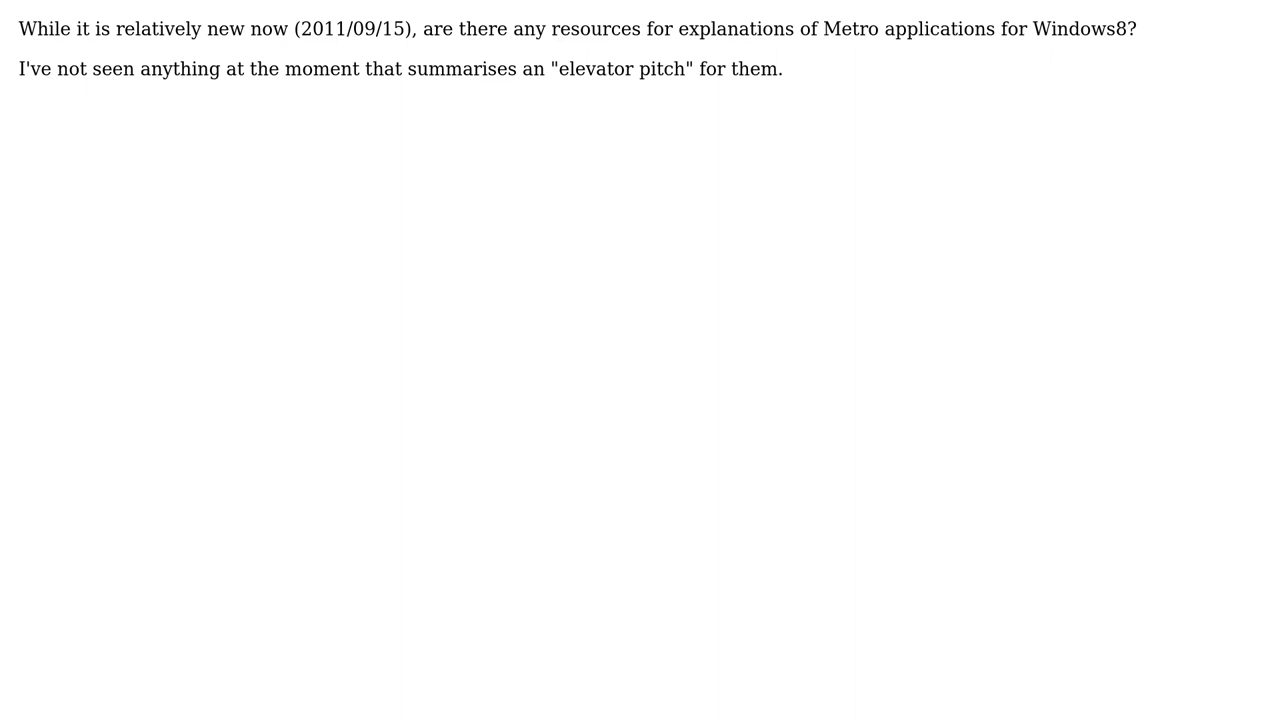 While it is relatively new now (2011/09/15), are there any resources for explanations of Metro applications for Windows8?
I've not seen anything at the moment that summarises an "elevator pitch" for them.